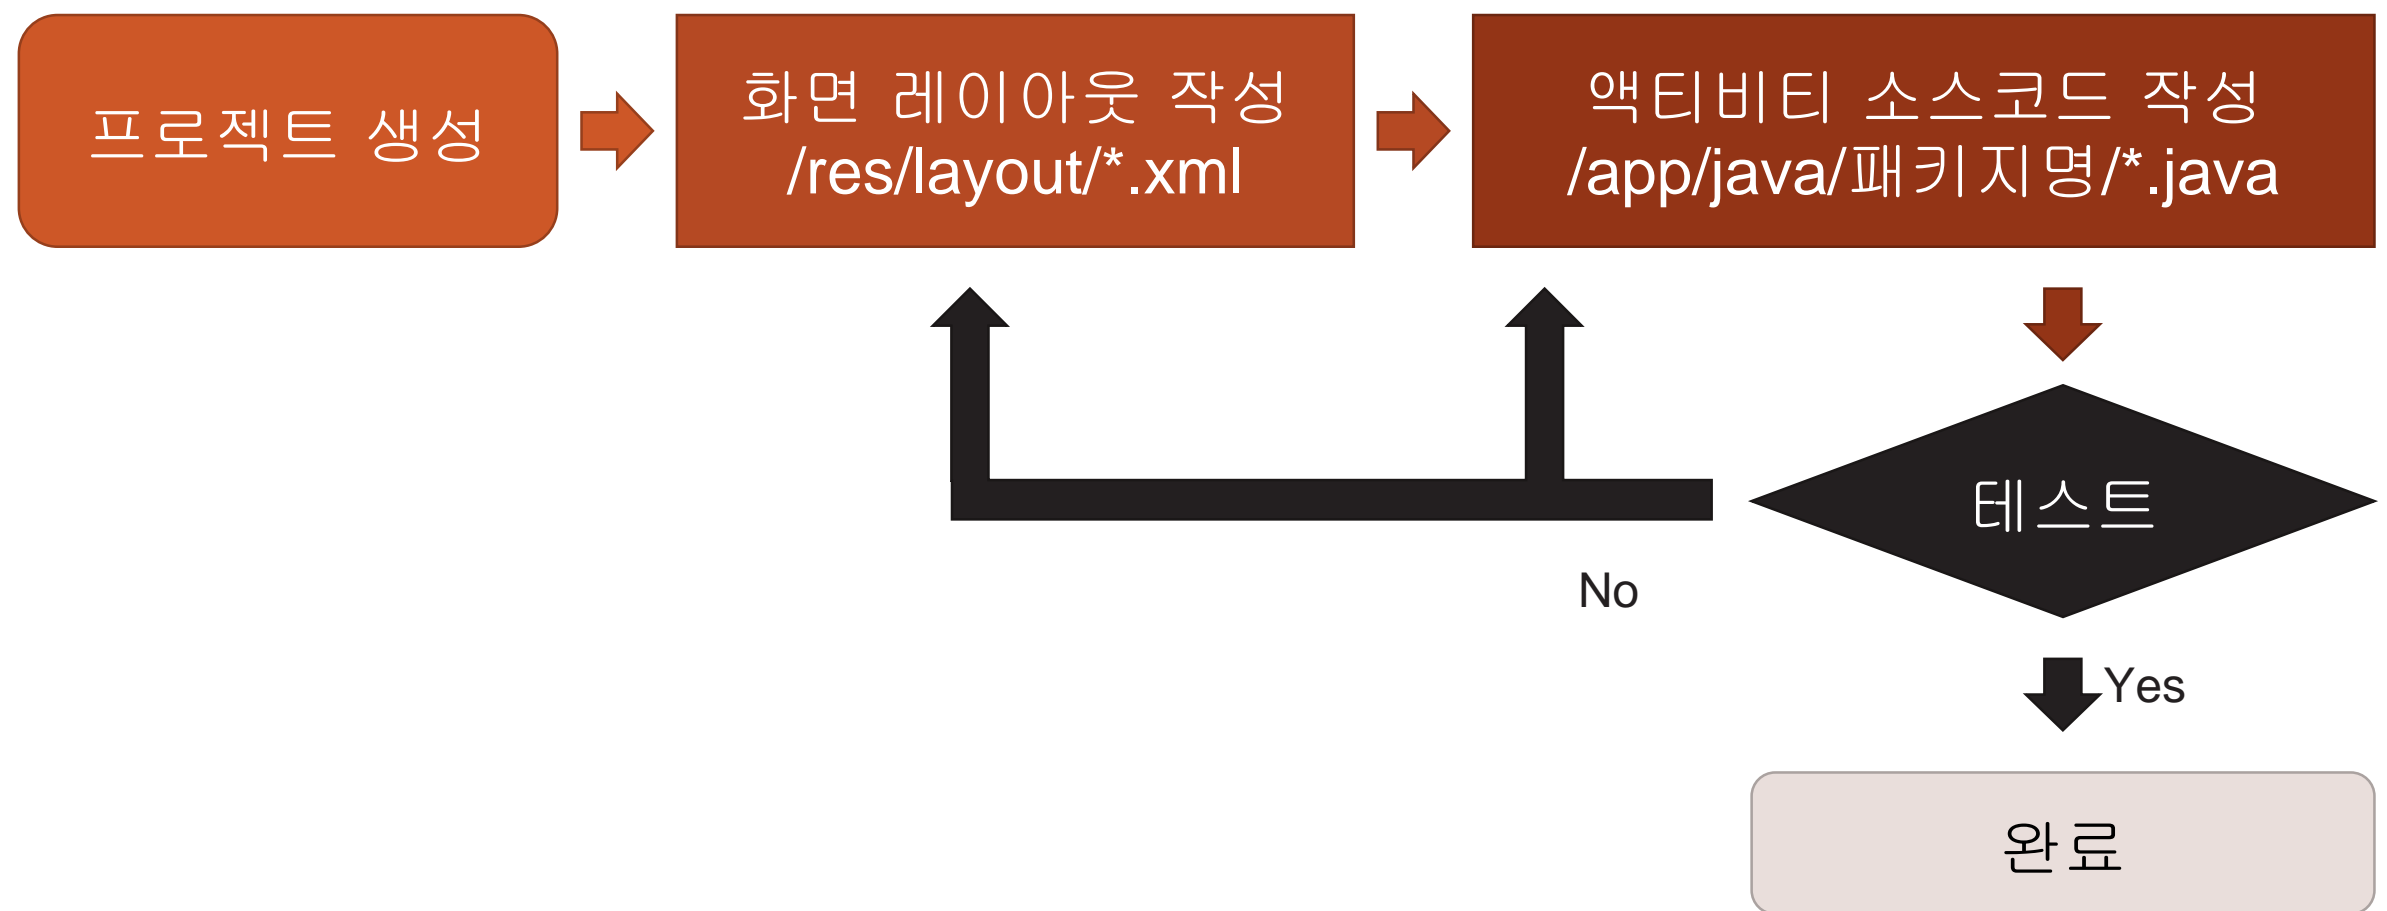 프로젝트 생성
화면 레이아웃 작성
/res/layout/*.xml
액티비티 소스코드 작성
/app/java/패키지명/*.java
테스트
No
Yes
완료